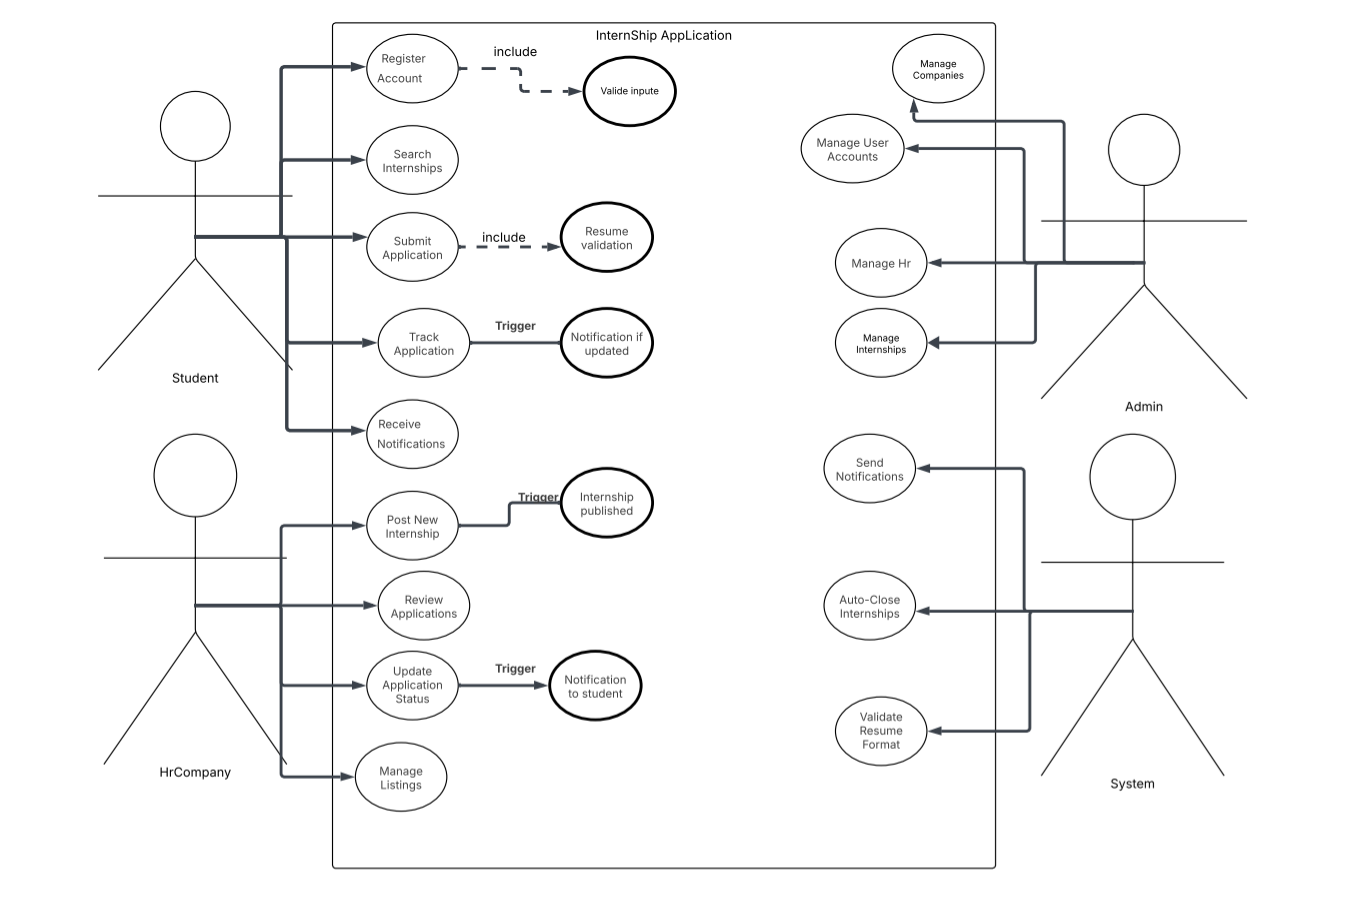 InternShip AppLication
Register
Account
include
Valide inpute
Search
Internships
Submit
Application
include
Resume
validation
Track
Application
Trigger
Notification if
updated
Receive
Notifications
Student
Post New
Internship
Trigger
Internship
published
Review
Applications
Update
Application
Status
Trigger
Notification
to student
Manage
Listings
HrCompany
Manage
Companies
Manage User
Accounts
Manage Hr
Manage
Internships
Admin
Send
Notifications
Auto-Close
Internships
Validate
Resume
Format
System